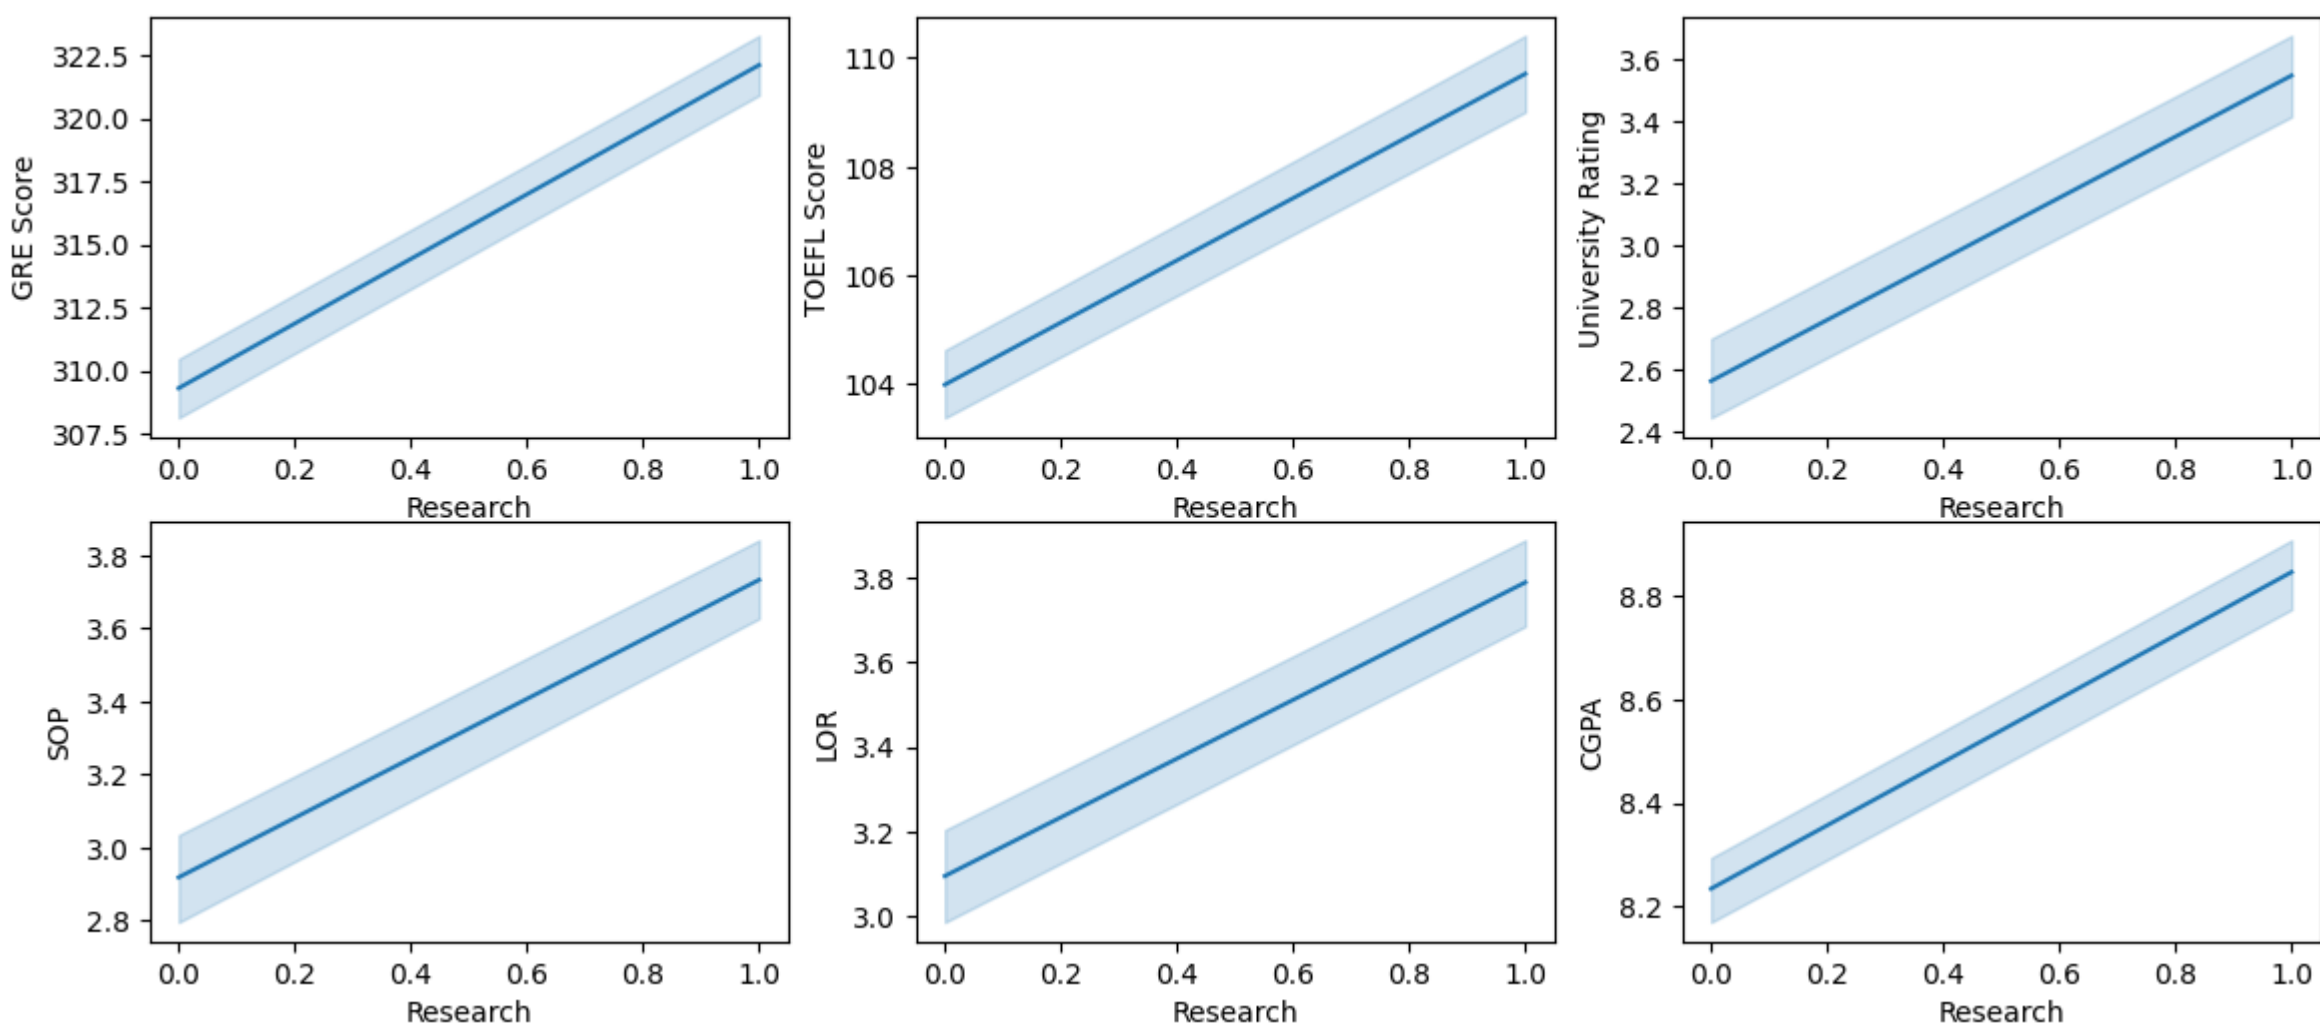 GRE Score
322.5
320.0
317.5
315.0
312.5
310.0
307.5
0.0 0.2 0.4 0.6 0.8 1.0
Research
TOEFL Score
110
108
106
104
0.0 0.2 0.4 0.6 0.8 1.0
Research
University Rating
3.6
3.4
3.2
3.0
2.8
2.6
2.4
0.0 0.2 0.4 0.6 0.8 1.0
Research
SOP
3.8
3.6
3.4
3.2
3.0
2.8
0.0 0.2 0.4 0.6 0.8 1.0
Research
LOR
3.8
3.6
3.4
3.2
3.0
0.0 0.2 0.4 0.6 0.8 1.0
Research
CGPA
8.8
8.6
8.4
8.2
0.0 0.2 0.4 0.6 0.8 1.0
Research